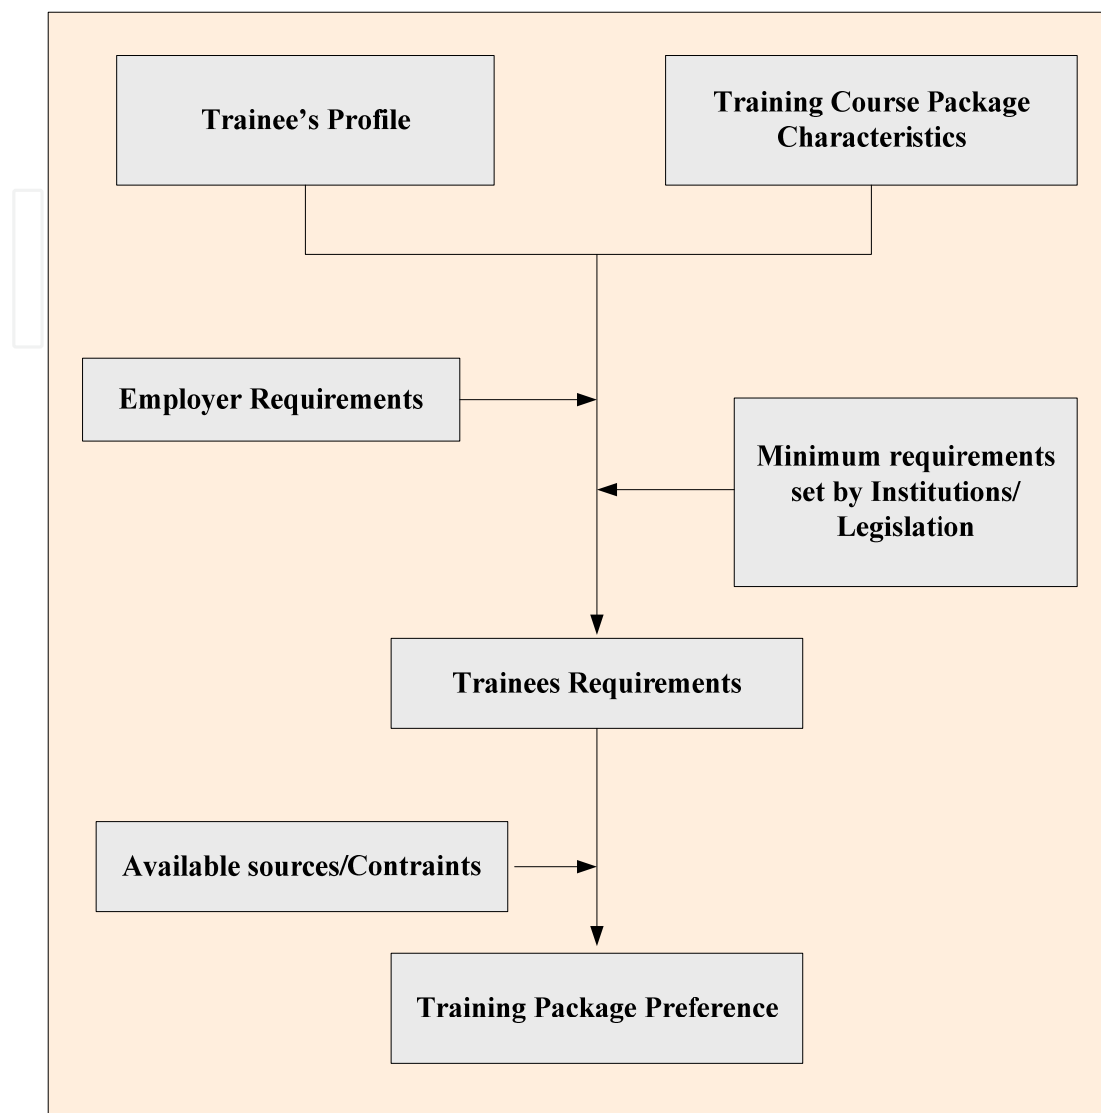 Trainee’s Profile
Training Course Package
Characteristics
Employer Requirements
Minimum requirements
set by Institutions/
Legislation
Trainees Requirements
Available sources/Contraints
Training Package Preference